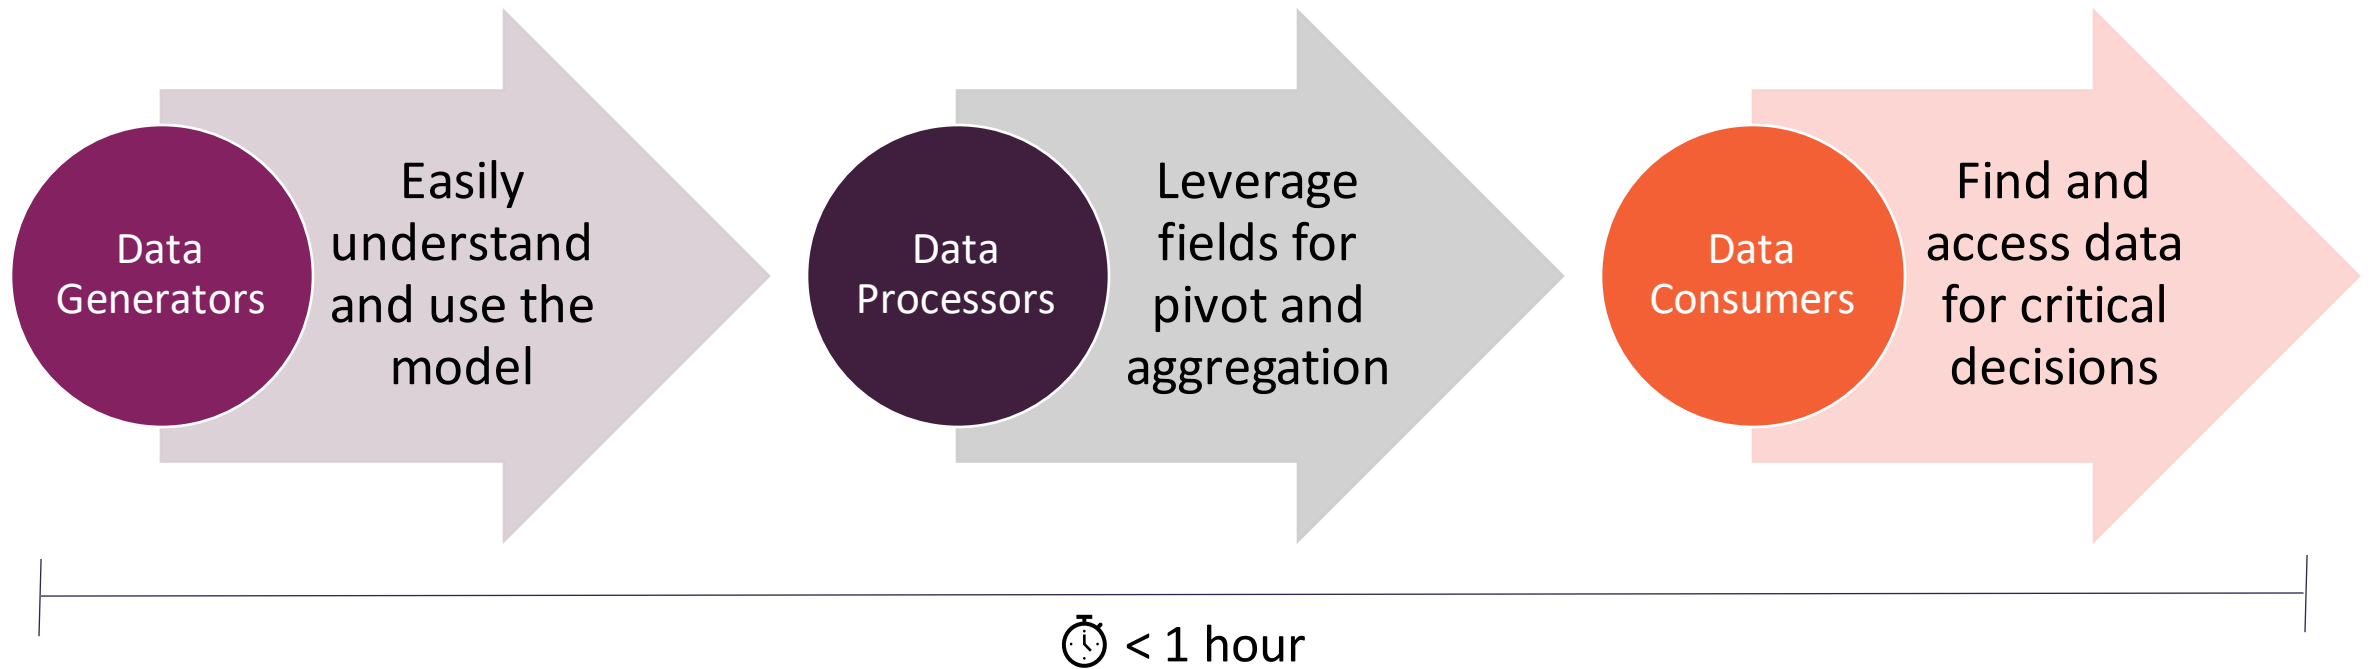 Data
Generators
Easily
understand
and use the
model
Data
Processors
Leverage
fields for
pivot and
aggregation
Data
Consumers
Find and
access data
for critical
decisions
< 1 hour